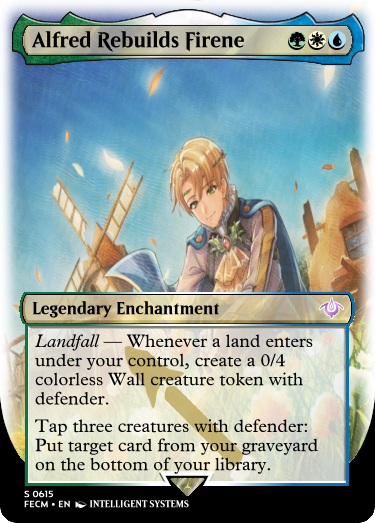 Alfred Rebuilds Firene
Legendary Enchantment
Landfall — Whenever a land enters
under your control, create a 0/4
colorless Wall creature token with
defender.
Tap three creatures with defender:
Put target card from your graveyard
on the bottom of your library.
S 0615
FECM • EN INTELLIGENT SYSTEMS